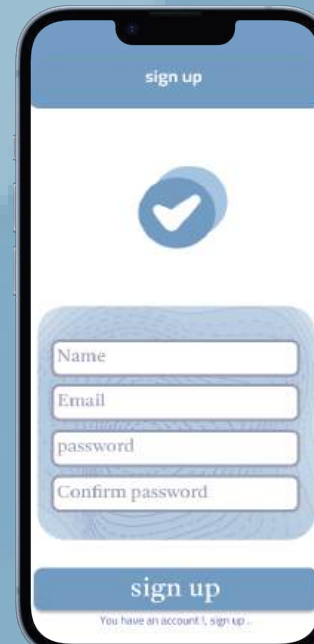 sign up
Name
Email
password
Confirm password
sign up
You have an account !, sign up ..